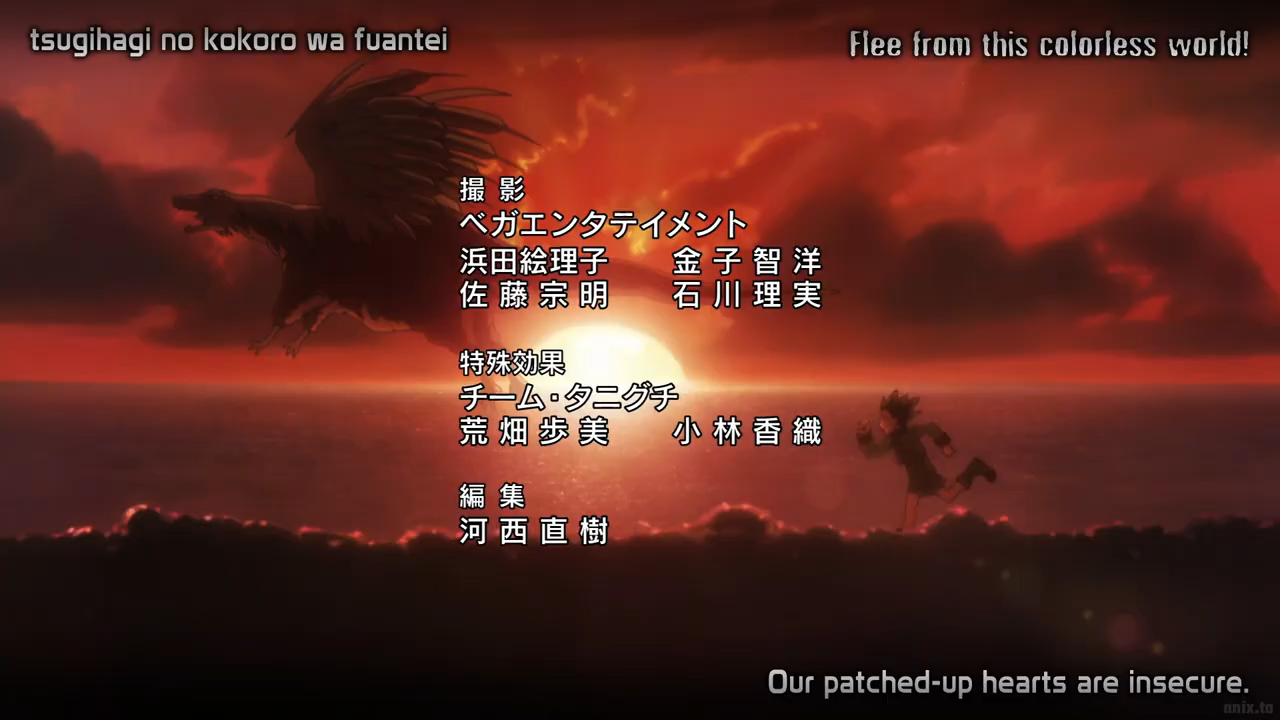 tsugihagi no kokoro wa fuantei
Flee from this colorless world!
撮影
ベガエンタテイメント
浜田絵理子 金子智洋
佐藤宗明 石川理実
特殊効果
チーム・タニグチ
荒畑歩美 小林香織
編集
河西直樹
Our patched-up hearts are insecure.
anix.to